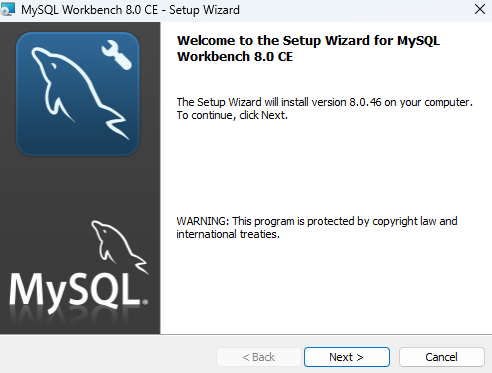 MySQL Workbench 8.0 CE - Setup Wizard
Welcome to the Setup Wizard for MySQL
Workbench 8.0 CE
The Setup Wizard will install version 8.0.46 on your computer.
To continue, click Next.
WARNING: This program is protected by copyright law and
international treaties.
MySQL®
< Back
Next >
Cancel